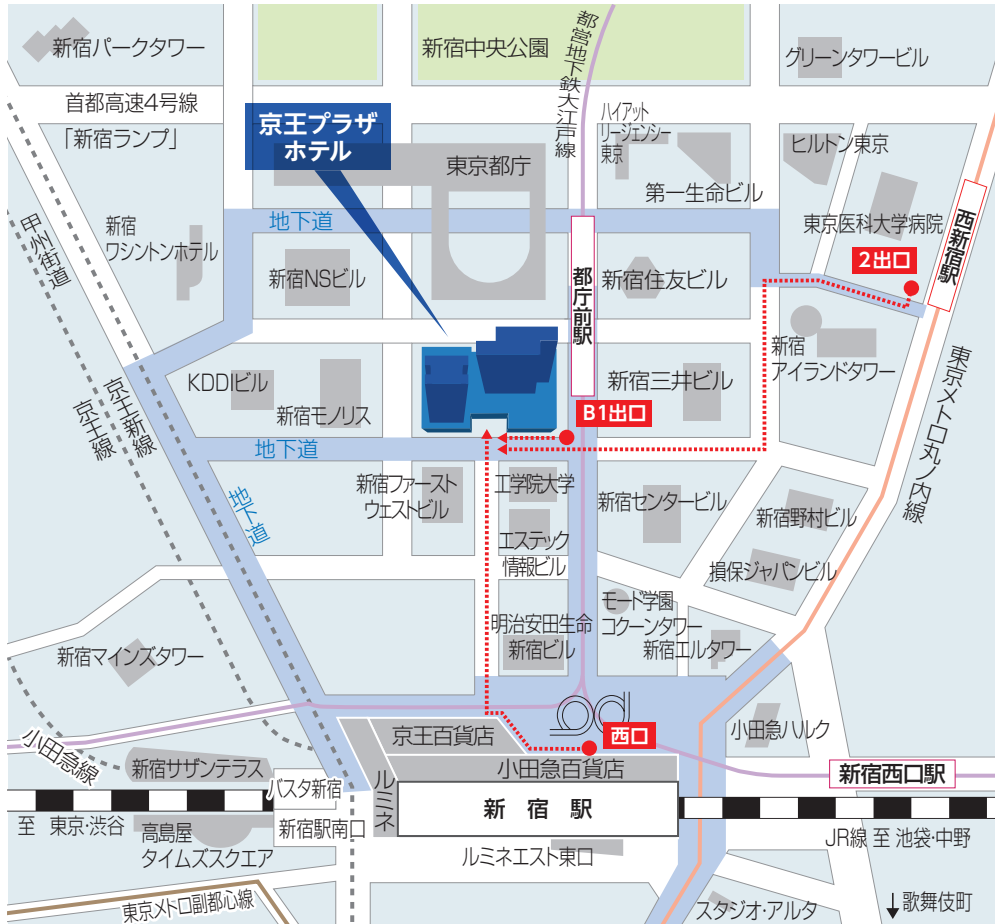 新宿パークタワー
新宿中央公園
都営地下鉄大江戸線
グリーンタワービル
首都高速4号線
「新宿ランプ」
京王プラザ
ホテル
東京都庁
ハイアット
リージェンシー
東京
第一生命ビル
ヒルトン東京
東京医科大学病院
西新宿駅
2出口
甲州街道
新宿
ワシントンホテル
地下道
新宿NSビル
都庁前駅
新宿住友ビル
新宿
アイランドタワー
東京メトロ丸ノ内線
京王新線
京王線
KDDIビル
新宿モノリス
新宿三井ビル
B1出口
地下道
地下道
新宿ファースト
ウェストビル
工学院大学
エステック
情報ビル
新宿センタービル
新宿野村ビル
損保ジャパンビル
モード学園
コクーンタワー
明治安田生命
新宿ビル
新宿エルタワー
新宿マインズタワー
小田急線
京王百貨店
西口
小田急ハルク
新宿サザンテラス
バスタ新宿
ルミネ
小田急百貨店
新宿西口駅
新宿駅
至 東京・渋谷
高島屋
タイムズスクエア
新宿駅南口
ルミネエスト東口
JR線 至 池袋・中野
東京メトロ副都心線
スタジオ・アルタ
↓歌舞伎町